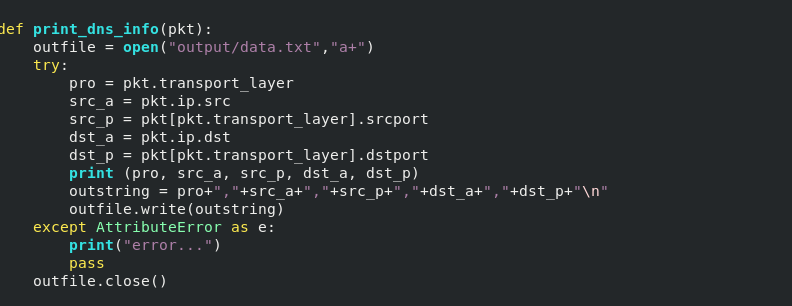 def print_dns_info(pkt):
    outfile = open("output/data.txt","a+")
    try:
        pro = pkt.transport_layer
        src_a = pkt.ip.src
        src_p = pkt[pkt.transport_layer].srcport
        dst_a = pkt.ip.dst
        dst_p = pkt[pkt.transport_layer].dstport
        print (pro, src_a, src_p, dst_a, dst_p)
        outstring = pro+","+src_a+","+src_p+","+dst_a+","+dst_p+"\n"
        outfile.write(outstring)
    except AttributeError as e:
        print("error...")
        pass
    outfile.close()